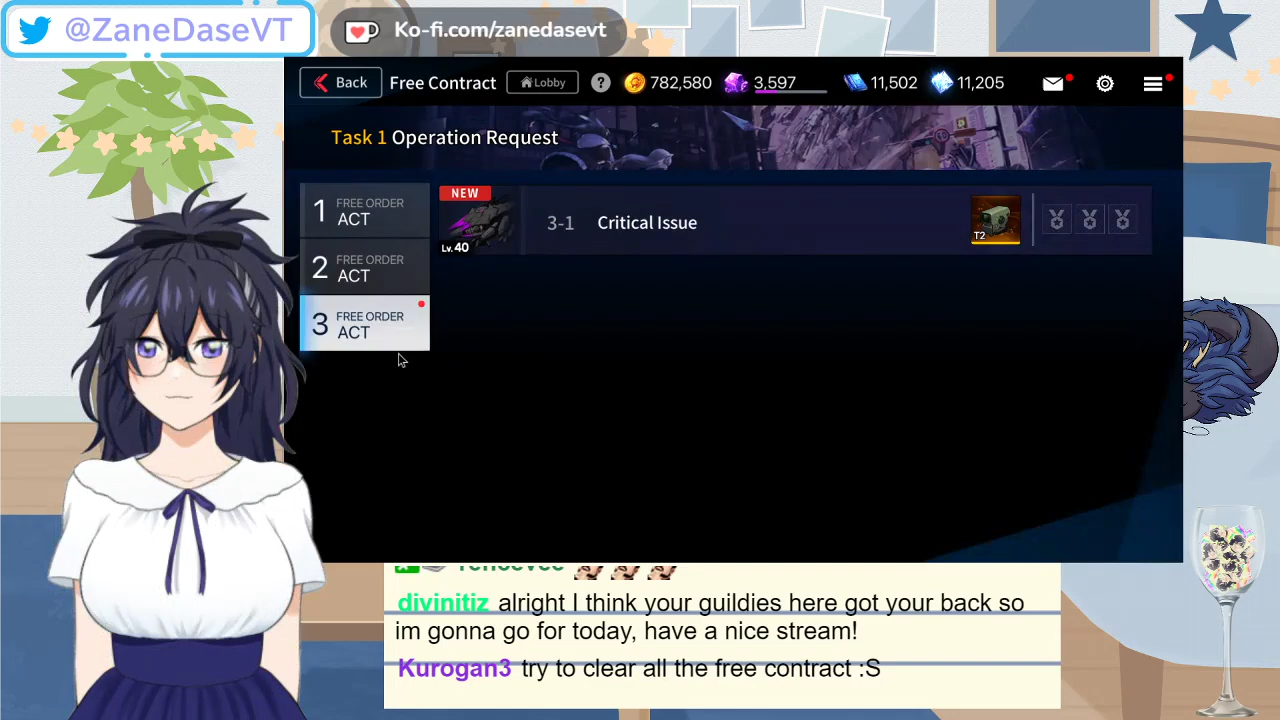 @ZaneDaseVT
Ko-fi.com/zanedasevt
Back
Free Contract
Lobby
?
782,580
3,597
11,502
11,205
Task 1 Operation Request
1 FREE ORDER
ACT
2 FREE ORDER
ACT
3 FREE ORDER
ACT
NEW
Lv.40
3-1 Critical Issue
T2
divinitiz alright I think your guildies here got your back so
im gonna go for today, have a nice stream!
Kurogan3 try to clear all the free contract :S